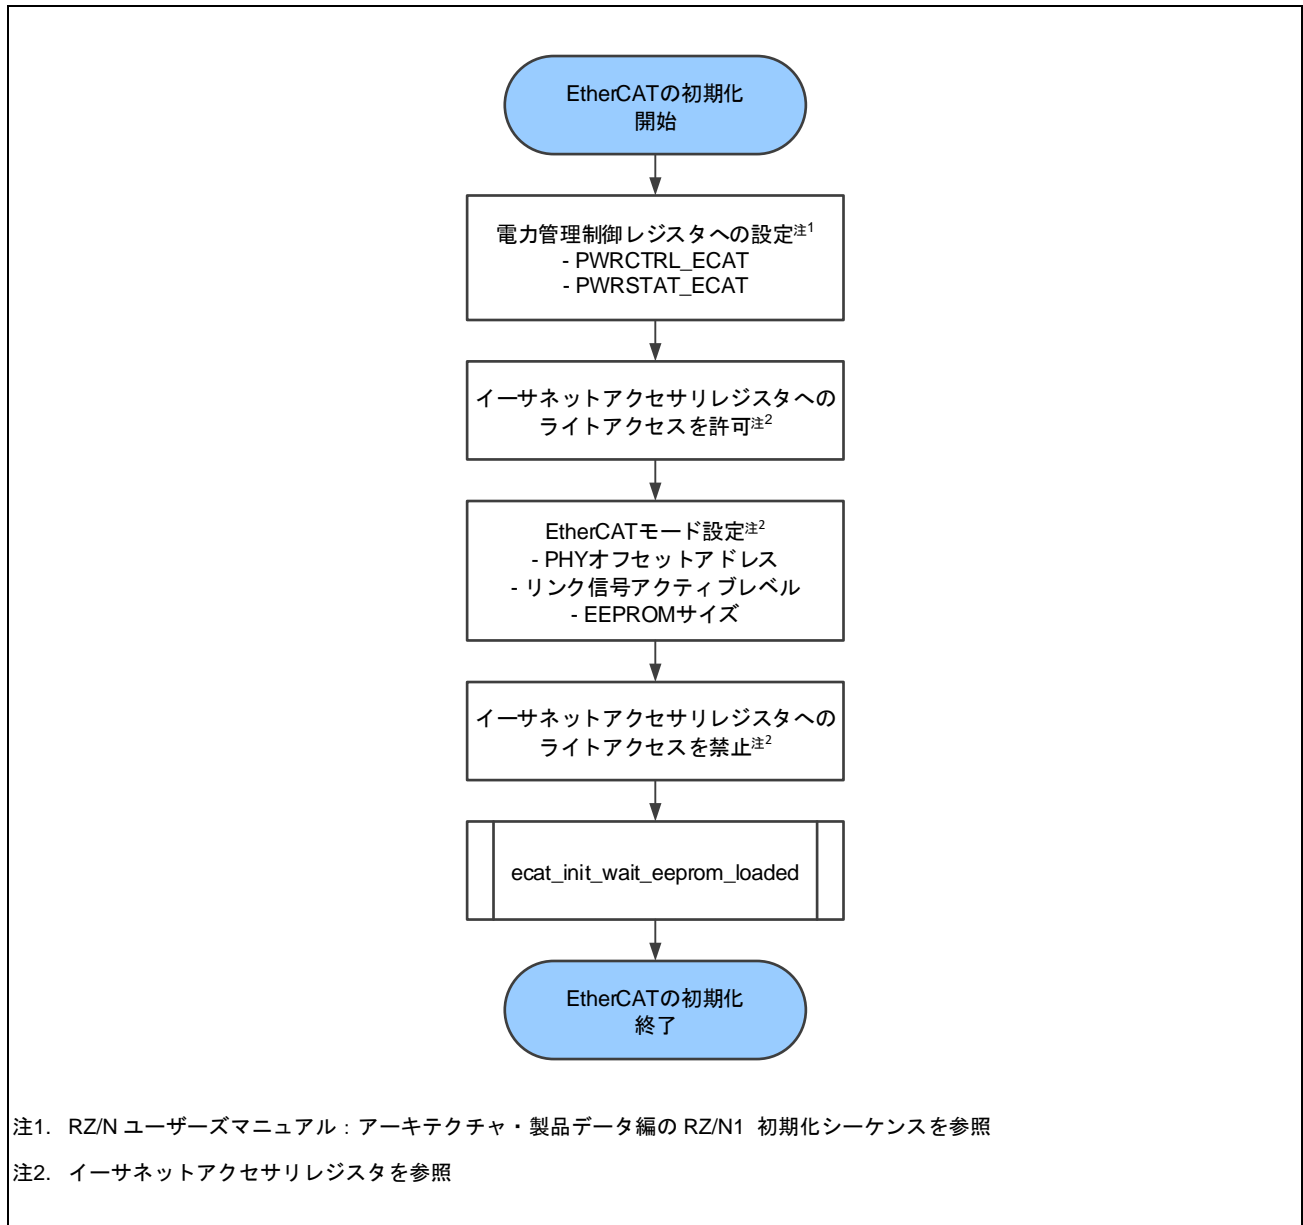 EtherCATの初期化
開始
電力管理制御レジスタへの設定注1
- PWRCTRL_ECAT
- PWRSTAT_ECAT
イーサネットアクセサリレジスタへの
ライトアクセスを許可注2
EtherCATモード設定注2
- PHYオフセットアドレス
- リンク信号アクティブレベル
- EEPROMサイズ
イーサネットアクセサリレジスタへの
ライトアクセスを禁止注2
ecat_init_wait_eeprom_loaded
EtherCATの初期化
終了
注1. RZ/N ユーザーズマニュアル：アーキテクチャ・製品データ編の RZ/N1 初期化シーケンスを参照
注2. イーサネットアクセサリレジスタを参照